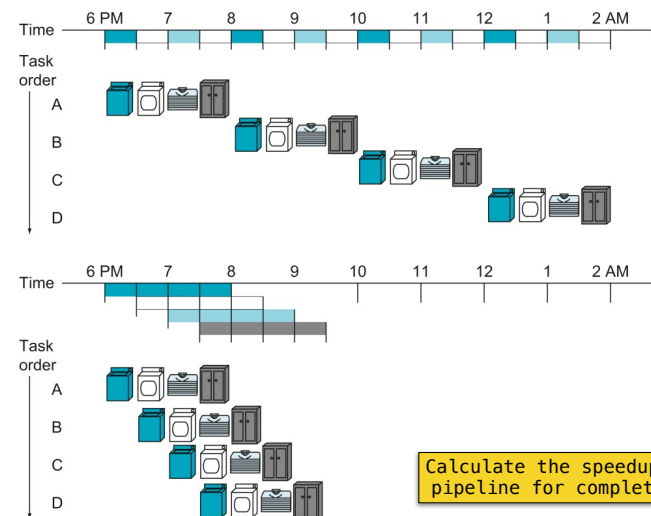 6 PM 7 8 9 10 11 12 1 2 AM
Time
Task
order
A
B
C
D
6 PM 7 8 9 10 11 12 1 2 AM
Time
Task
order
A
B
C
D
Calculate the speedup
pipeline for complet